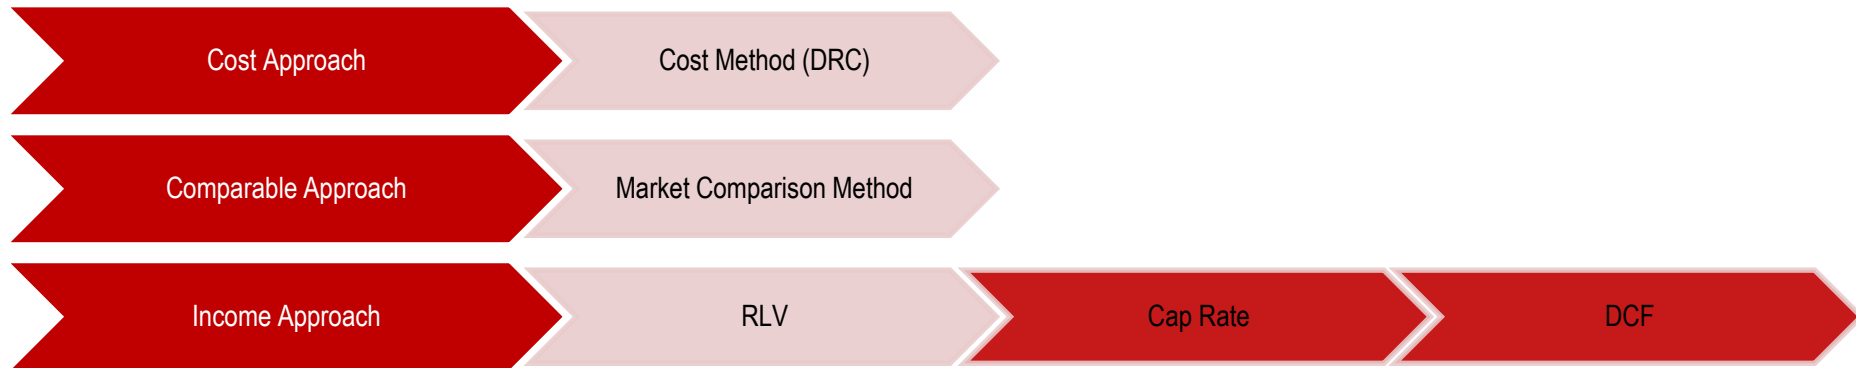 Cost Approach
Cost Method (DRC)
Comparable Approach
Market Comparison Method
Income Approach
RLV
Cap Rate
DCF